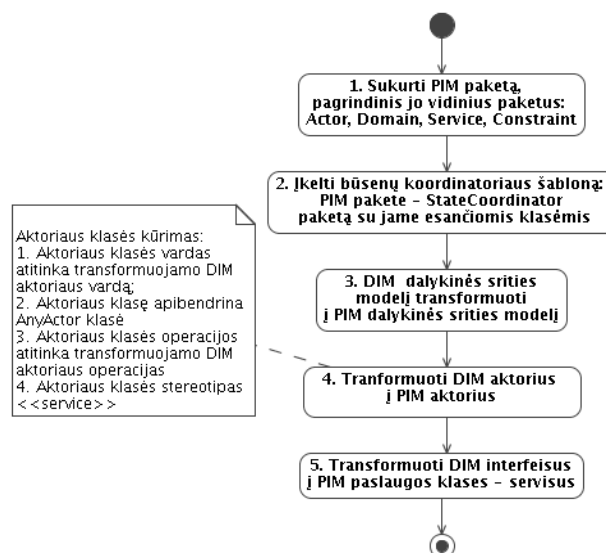 1. Sukurti PIM paketą,
pagrindinis jo vidinius paketus:
Actor, Domain, Service, Constraint
2. Įkelti būsenų koordinatoriaus šabloną:
PIM pakete – StateCoordinator
paketą su jame esančiomis klasėmis
Aktoriaus klasės kūrimas:
1. Aktoriaus klasės vardas
atitinka transformuojamo DIM
aktoriaus vardą;
2. Aktoriaus klasę apibendrina
AnyActor klasė
3. Aktoriaus klasės operacijos
atitinka transformuojamo DIM
aktoriaus operacijas
4. Aktoriaus klasės stereotipas
<<service>>
3. DIM dalykinės srities
modelį transformuoti
į PIM dalykinės srities modelį
4. Tranformuoti DIM aktorius
į PIM aktorius
5. Transformuoti DIM interfeisus
į PIM paslaugos klases – servisus